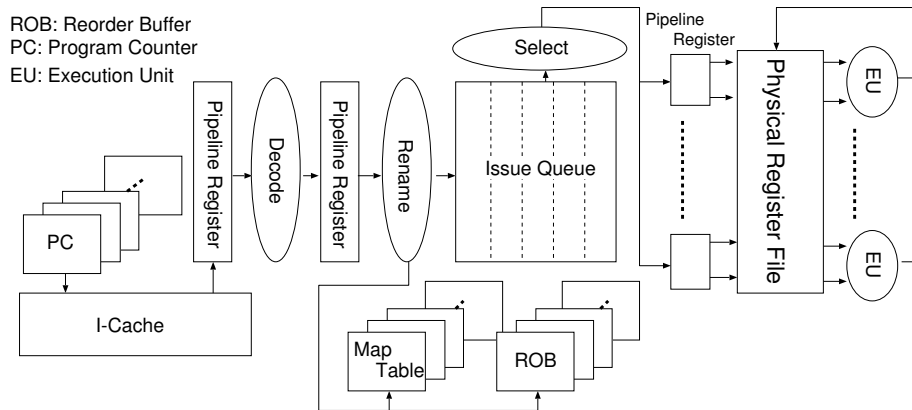 ROB: Reorder Buffer
PC: Program Counter
EU: Execution Unit
Pipeline Register
Decode
Pipeline Register
Rename
Select
Issue Queue
Pipeline
Register
Physical Register File
EU
EU
PC
I-Cache
Map
Table
ROB